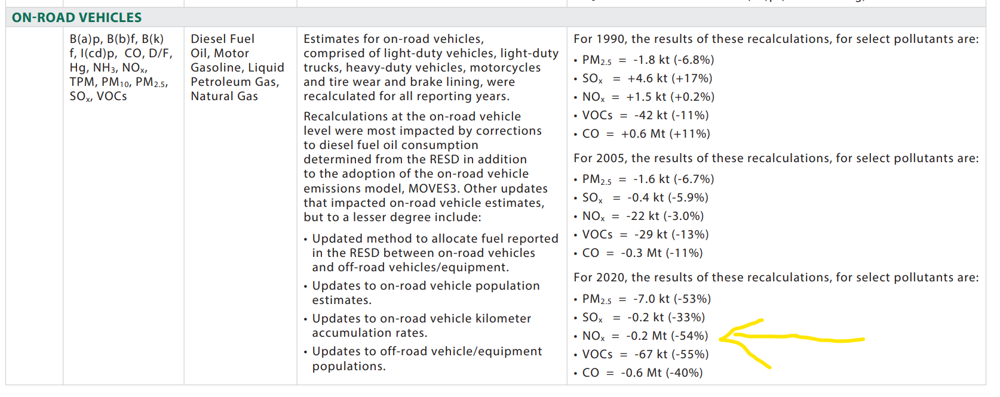 ON-ROAD VEHICLES
B(a)p, B(b)f, B(k)
f, I(cd)p, CO, D/F,
Hg, NH₃, NOₓ,
TPM, PM₁₀, PM₂.₅,
SOₓ, VOCs
Diesel Fuel
Oil, Motor
Gasoline, Liquid
Petroleum Gas,
Natural Gas
Estimates for on-road vehicles,
comprised of light-duty vehicles, light-duty
trucks, heavy-duty vehicles, motorcycles
and tire wear and brake lining, were
recalculated for all reporting years.
Recalculations at the on-road vehicle
level were most impacted by corrections
to diesel fuel oil consumption
determined from the RESD in addition
to the adoption of the on-road vehicle
emissions model, MOVES3. Other updates
that impacted on-road vehicle estimates,
but to a lesser degree include:
• Updated method to allocate fuel reported
in the RESD between on-road vehicles
and off-road vehicles/equipment.
• Updates to on-road vehicle population
estimates.
• Updates to on-road vehicle kilometer
accumulation rates.
• Updates to off-road vehicle/equipment
populations.
For 1990, the results of these recalculations, for select pollutants are:
• PM₂.₅ = -1.8 kt (-6.8%)
• SOₓ = +4.6 kt (+17%)
• NOₓ = +1.5 kt (+0.2%)
• VOCs = -42 kt (-11%)
• CO = +0.6 Mt (+11%)
For 2005, the results of these recalculations, for select pollutants are:
• PM₂.₅ = -1.6 kt (-6.7%)
• SOₓ = -0.4 kt (-5.9%)
• NOₓ = -22 kt (-3.0%)
• VOCs = -29 kt (-13%)
• CO = -0.3 Mt (-11%)
For 2020, the results of these recalculations, for select pollutants are:
• PM₂.₅ = -7.0 kt (-53%)
• SOₓ = -0.2 kt (-33%)
• NOₓ = -0.2 Mt (-54%)
• VOCs = -67 kt (-55%)
• CO = -0.6 Mt (-40%)